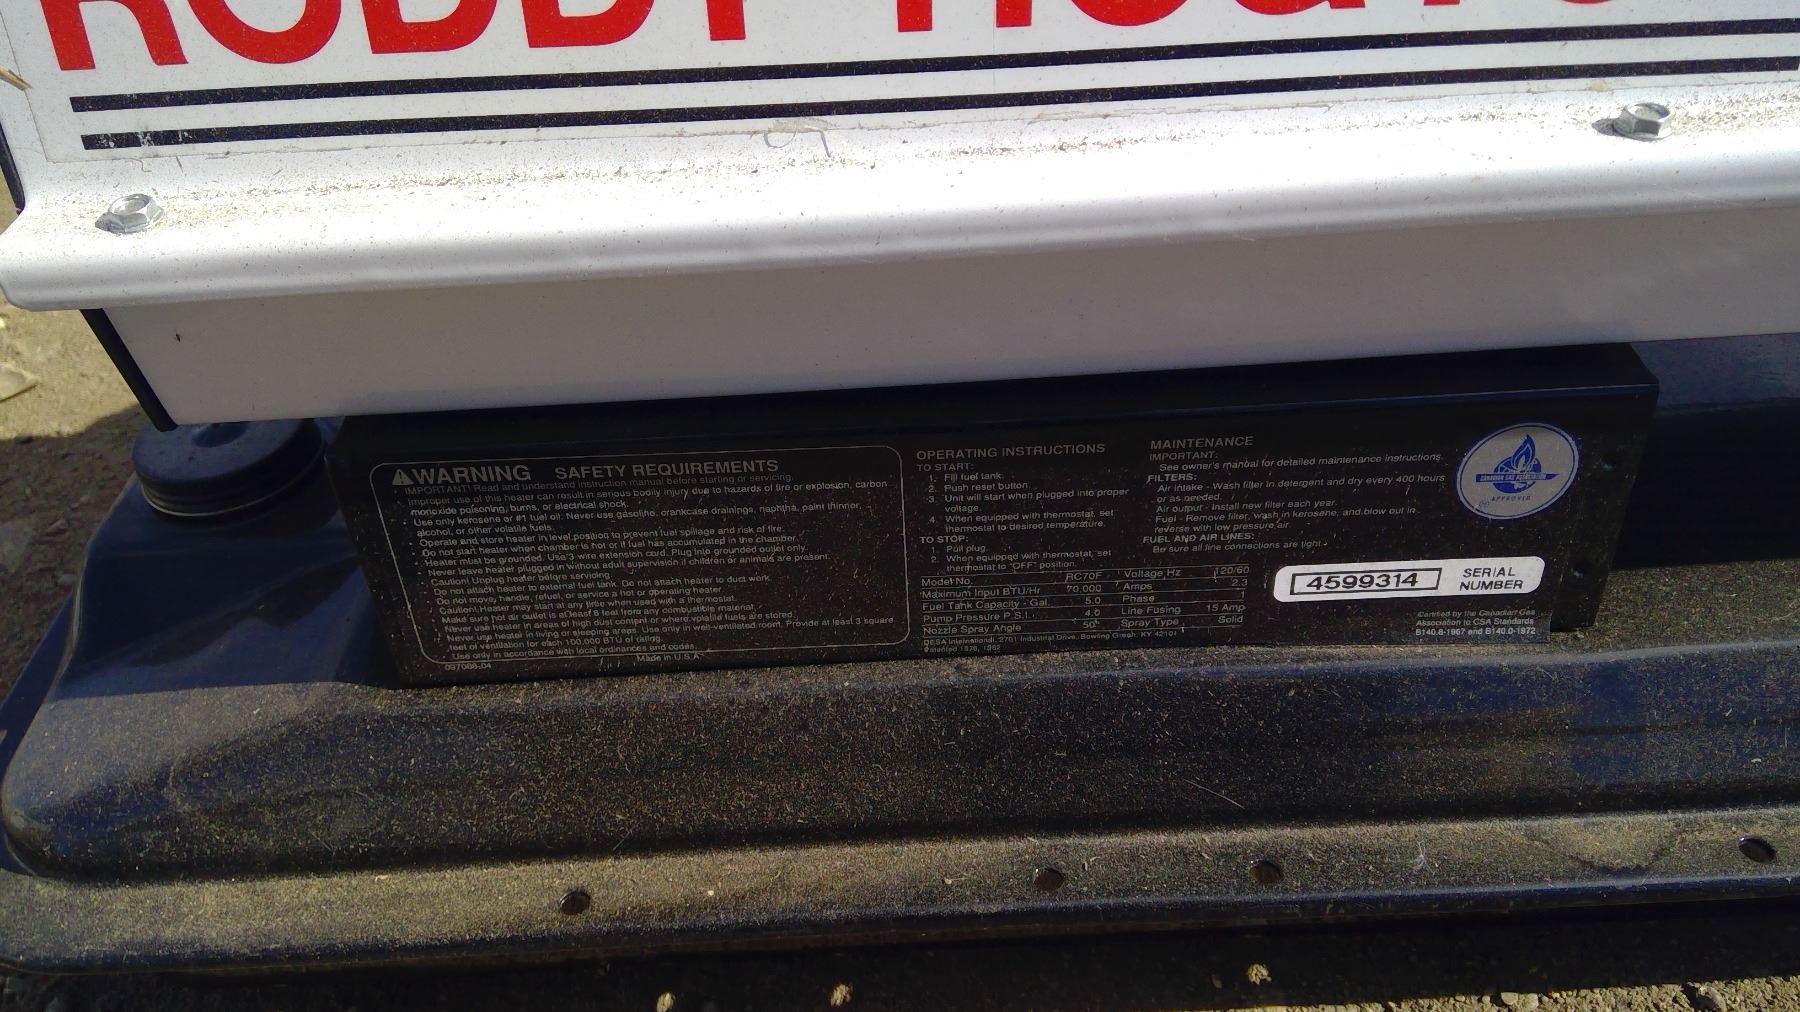 WARNING SAFETY REQUIREMENTS
• IMPORTANT! Read and understand instruction manual before starting or servicing.
Improper use of this heater can result in serious bodily injury due to hazards of fire or explosion, carbon
monoxide poisoning, burns, or electrical shock.
• Use only kerosene or #1 fuel oil. Never use gasoline, crankcase drainings, naphtha, paint thinner,
alcohol, or other volatile fuels.
• Operate and store heater in level position to prevent fuel spillage and risk of fire.
• Do not start heater when chamber is hot or if fuel has accumulated in the chamber.
• Heater must be grounded. Use 3-wire extension cord. Plug into grounded outlet only.
• Never leave heater plugged in without adult supervision if children or animals are present.
• Caution! Unplug heater before servicing.
• Do not attach heater to external fuel tank. Do not attach heater to duct work.
• Do not move, handle, refuel, or service a hot or operating heater.
• Caution! Heater may start at any time when used with a thermostat.
• Make sure hot air outlet is at least 8 feet from any combustible material.
• Never use heater in areas of high dust content or where volatile fuels are stored.
• Never use heater in living or sleeping areas. Use only in well-ventilated room. Provide at least 3 square
feet of ventilation for each 100,000 BTU of rating.
• Use only in accordance with local ordinances and codes.
097088-04 Made in U.S.A.
OPERATING INSTRUCTIONS
TO START:
1. Fill fuel tank.
2. Push reset button.
3. Unit will start when plugged into proper
voltage.
4. When equipped with thermostat, set
thermostat to desired temperature.
TO STOP:
1. Pull plug.
2. When equipped with thermostat, set
thermostat to "OFF" position.
Model No. RC70F Voltage Hz 120/60
Maximum Input BTU/Hr 70,000 Amps 2.3
Fuel Tank Capacity - Gal. 5.0 Phase 1
Pump Pressure P.S.I. 4.0 Line Fusing 15 Amp
Nozzle Spray Angle 50° Spray Type Solid
DESA International, 2701 Industrial Drive, Bowling Green, KY 42101
Patented 1976, 1982
MAINTENANCE
IMPORTANT:
See owner's manual for detailed maintenance instructions.
FILTERS:
Air intake - Wash filter in detergent and dry every 400 hours
or as needed.
Air output - Install new filter each year.
Fuel - Remove filter, wash in kerosene, and blow out in
reverse with low pressure air.
FUEL AND AIR LINES:
Be sure all line connections are tight.
CANADIAN GAS ASSOCIATION
APPROVED
4599314 SERIAL
NUMBER
Certified by the Canadian Gas
Association to CSA Standards
B140.8-1967 and B140.0-1972